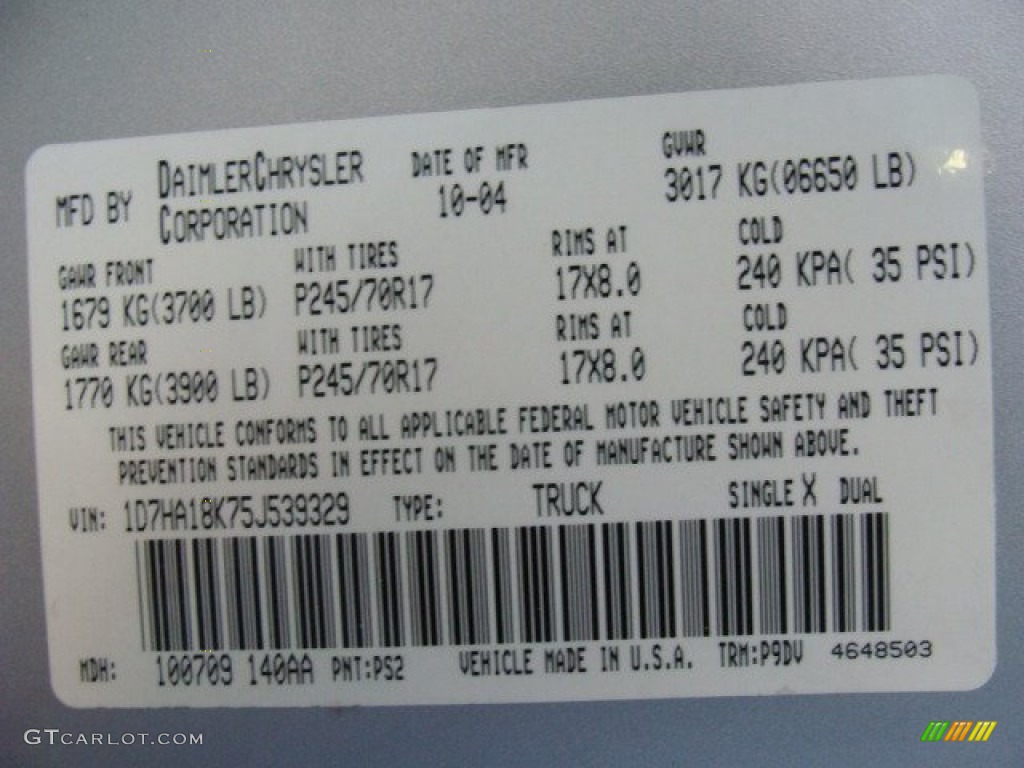 MFD BY DAIMLERCHRYSLER CORPORATION DATE OF MFR 10-04 GVWR 3017 KG(06650 LB)
GAWR FRONT WITH TIRES RIMS AT COLD
1679 KG(3700 LB) P245/70R17 17X8.0 240 KPA( 35 PSI)
GAWR REAR WITH TIRES RIMS AT COLD
1770 KG(3900 LB) P245/70R17 17X8.0 240 KPA( 35 PSI)
THIS VEHICLE CONFORMS TO ALL APPLICABLE FEDERAL MOTOR VEHICLE SAFETY AND THEFT
PREVENTION STANDARDS IN EFFECT ON THE DATE OF MANUFACTURE SHOWN ABOVE.
VIN: 1D7HA18K75J539329 TYPE: TRUCK SINGLE X DUAL
MDH: 100709 140AA PNT:PS2 VEHICLE MADE IN U.S.A. TRM:P9DV 4648503
GTCARLOT.COM